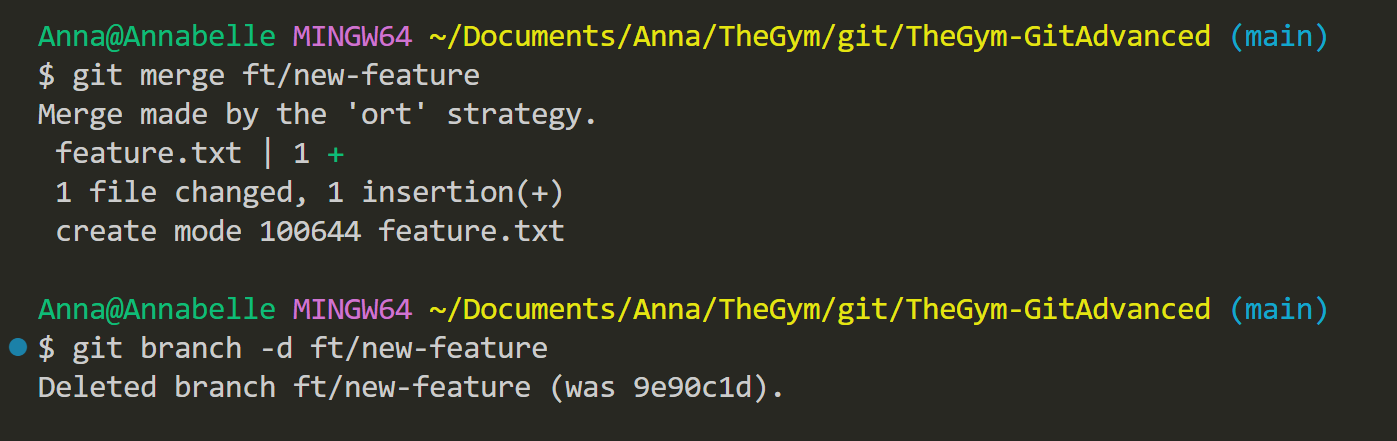 Anna@Annabelle MINGW64 ~/Documents/Anna/TheGym/git/TheGym-GitAdvanced (main)
$ git merge ft/new-feature
Merge made by the 'ort' strategy.
 feature.txt | 1 +
 1 file changed, 1 insertion(+)
 create mode 100644 feature.txt

Anna@Annabelle MINGW64 ~/Documents/Anna/TheGym/git/TheGym-GitAdvanced (main)
$ git branch -d ft/new-feature
Deleted branch ft/new-feature (was 9e90c1d).